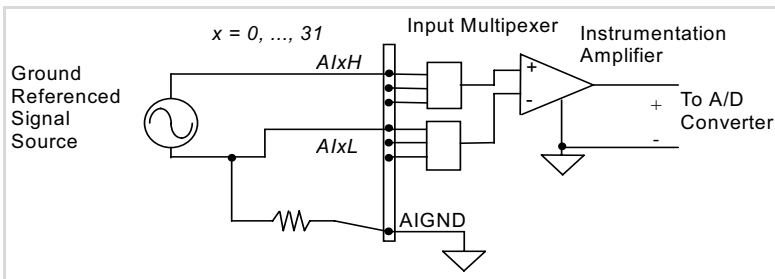 x = 0, ..., 31
Input Multipexer
Instrumentation
Amplifier
Ground
Referenced
Signal
Source
AIxH
AIxL
AIGND
+
-
+
-
To A/D
Converter